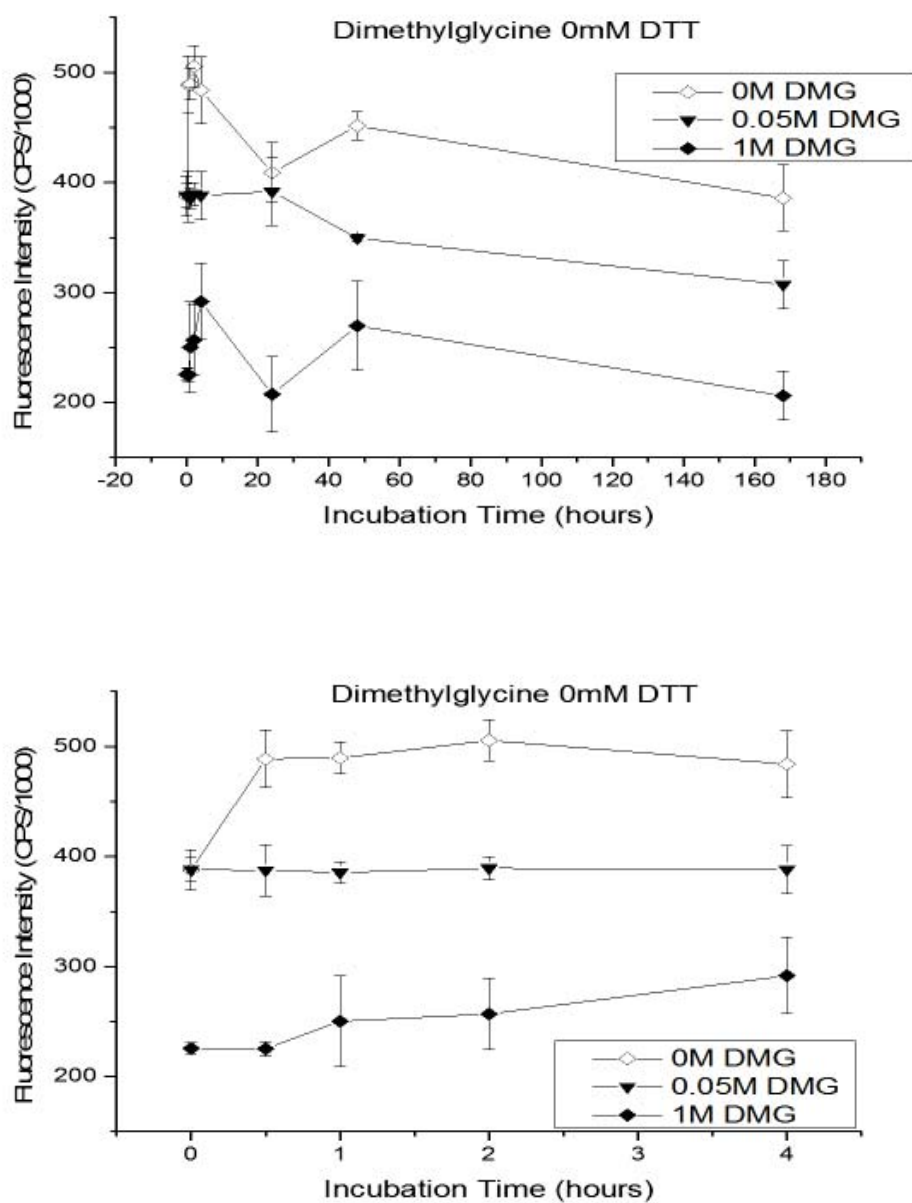 Dimethylglycine 0mM DTT
500
400
300
200
Fluorescence Intensity (CPS/1000)
0M DMG
0.05M DMG
1M DMG
-20 0 20 40 60 80 100 120 140 160 180
Incubation Time (hours)
Dimethylglycine 0mM DTT
500
400
300
200
Fluorescence Intensity (CPS/1000)
0M DMG
0.05M DMG
1M DMG
0 1 2 3 4
Incubation Time (hours)